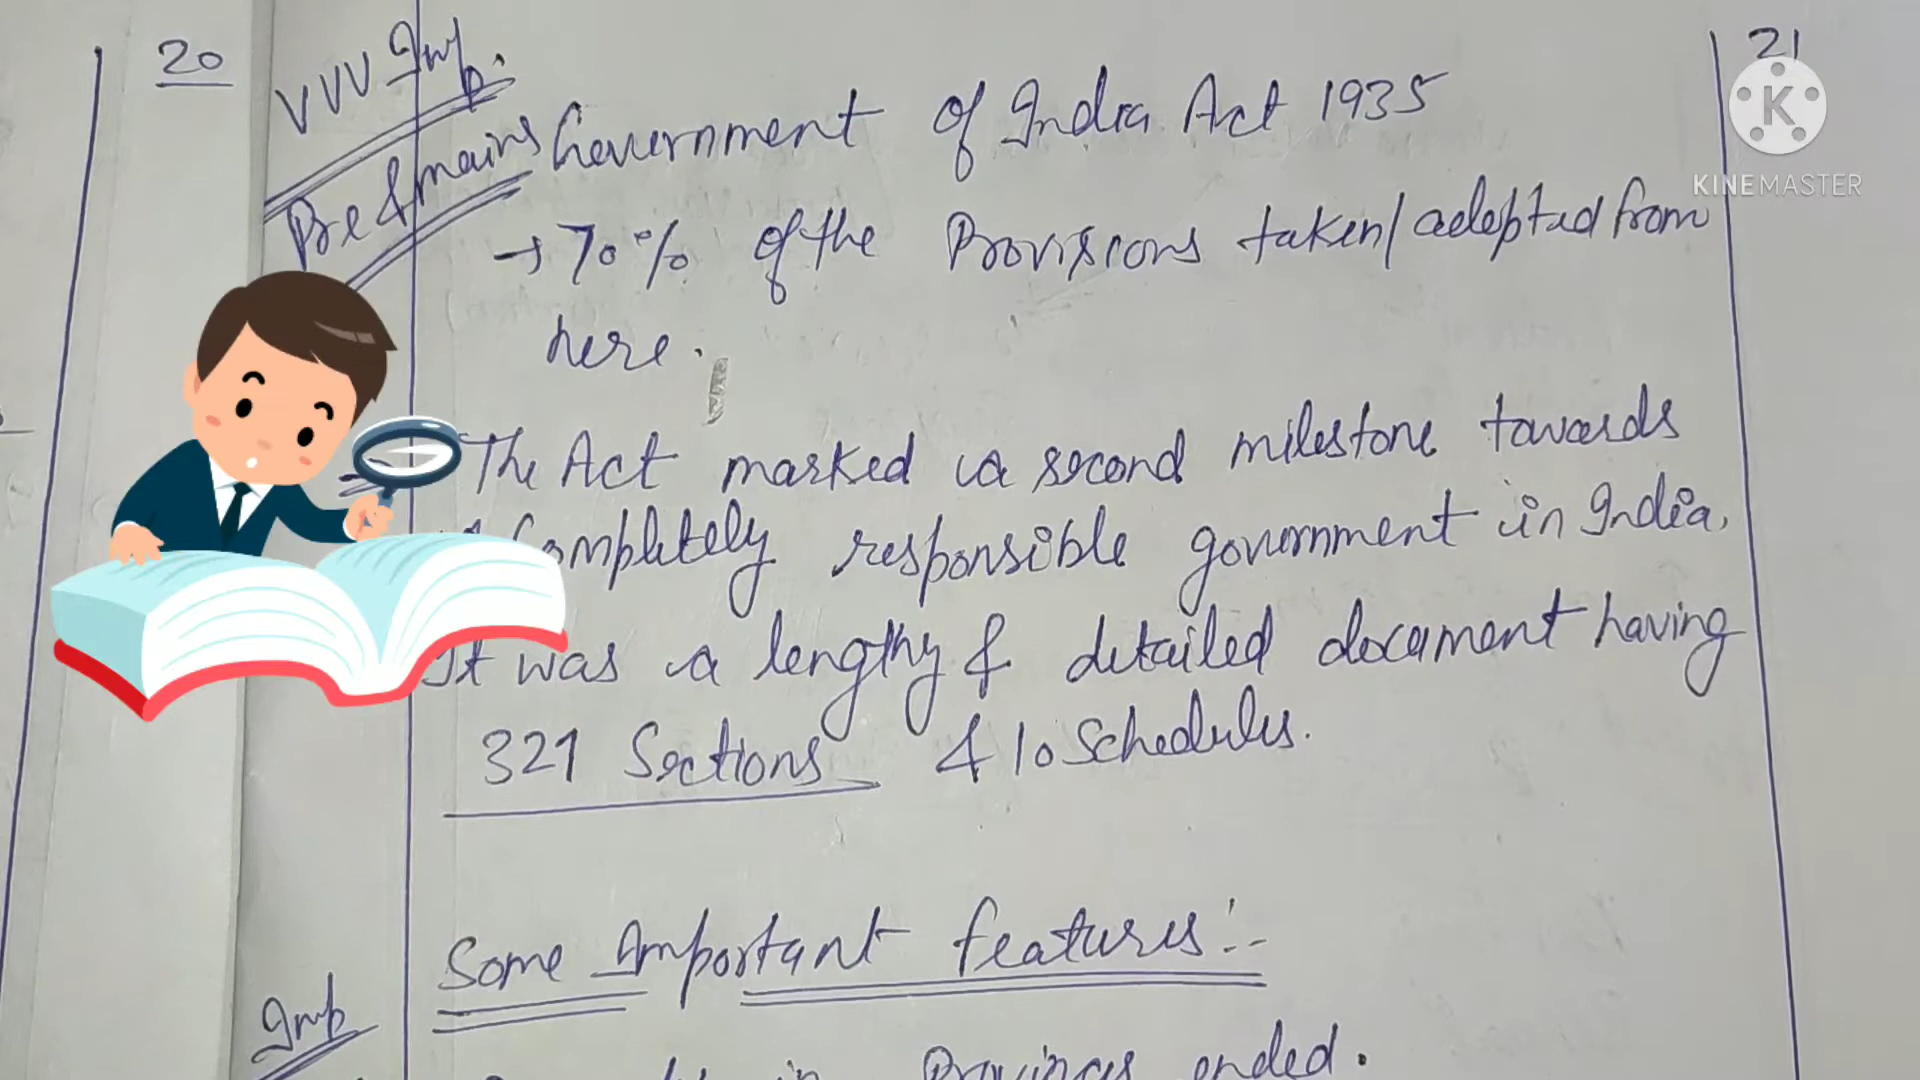 20
21
VVV Imp.
Pre & mains
Government of India Act 1935
→ 70% of the Provisions taken/adopted from
here.
The Act marked a second milestone towards
Completely responsible government in India.
It was a lengthy & detailed document having
321 Sections & 10 Schedules.
Some Important features:-
Imp
in Provinces ended.
KINEMASTER